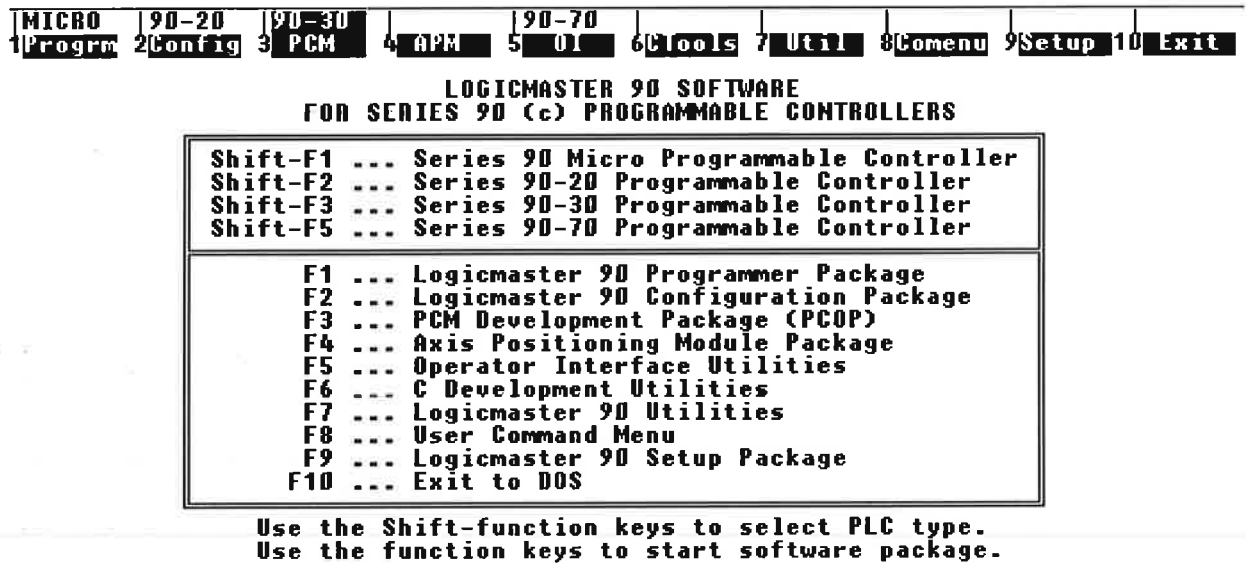 MICRO 90-20 90-30 90-70
1Progrm 2Config 3 PCM 4 APM 5 OI 6CTools 7 Util 8Comenu 9Setup 10 Exit
LOGICMASTER 90 SOFTWARE
FOR SERIES 90 (c) PROGRAMMABLE CONTROLLERS
Shift-F1 ... Series 90 Micro Programmable Controller
Shift-F2 ... Series 90-20 Programmable Controller
Shift-F3 ... Series 90-30 Programmable Controller
Shift-F5 ... Series 90-70 Programmable Controller
F1 ... Logicmaster 90 Programmer Package
F2 ... Logicmaster 90 Configuration Package
F3 ... PCM Development Package (PCOP)
F4 ... Axis Positioning Module Package
F5 ... Operator Interface Utilities
F6 ... C Development Utilities
F7 ... Logicmaster 90 Utilities
F8 ... User Command Menu
F9 ... Logicmaster 90 Setup Package
F10 ... Exit to DOS
Use the Shift-function keys to select PLC type.
Use the function keys to start software package.